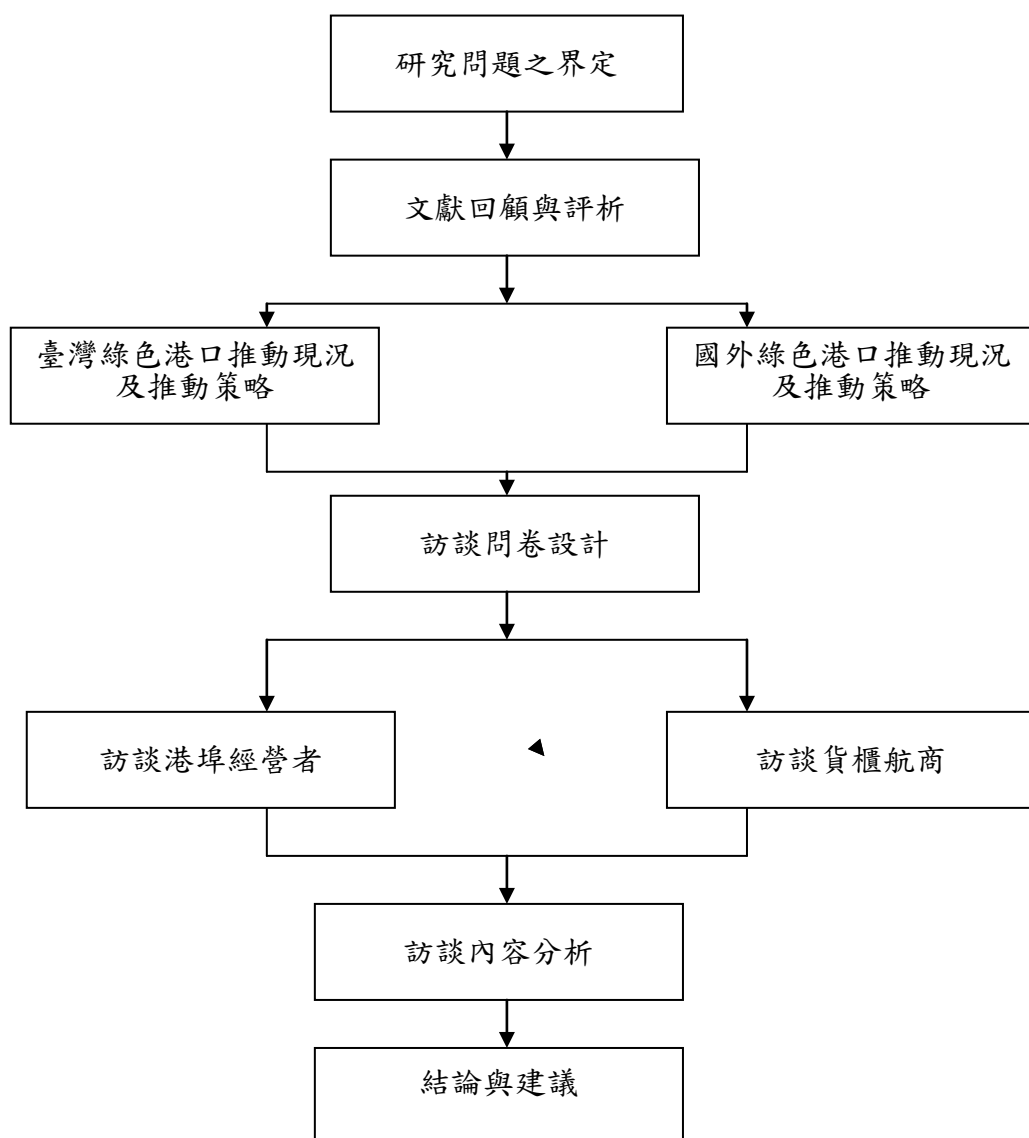 研究問題之界定
文獻回顧與評析
臺灣綠色港口推動現況
及推動策略
國外綠色港口推動現況
及推動策略
訪談問卷設計
訪談港埠經營者
訪談貨櫃航商
訪談內容分析
結論與建議